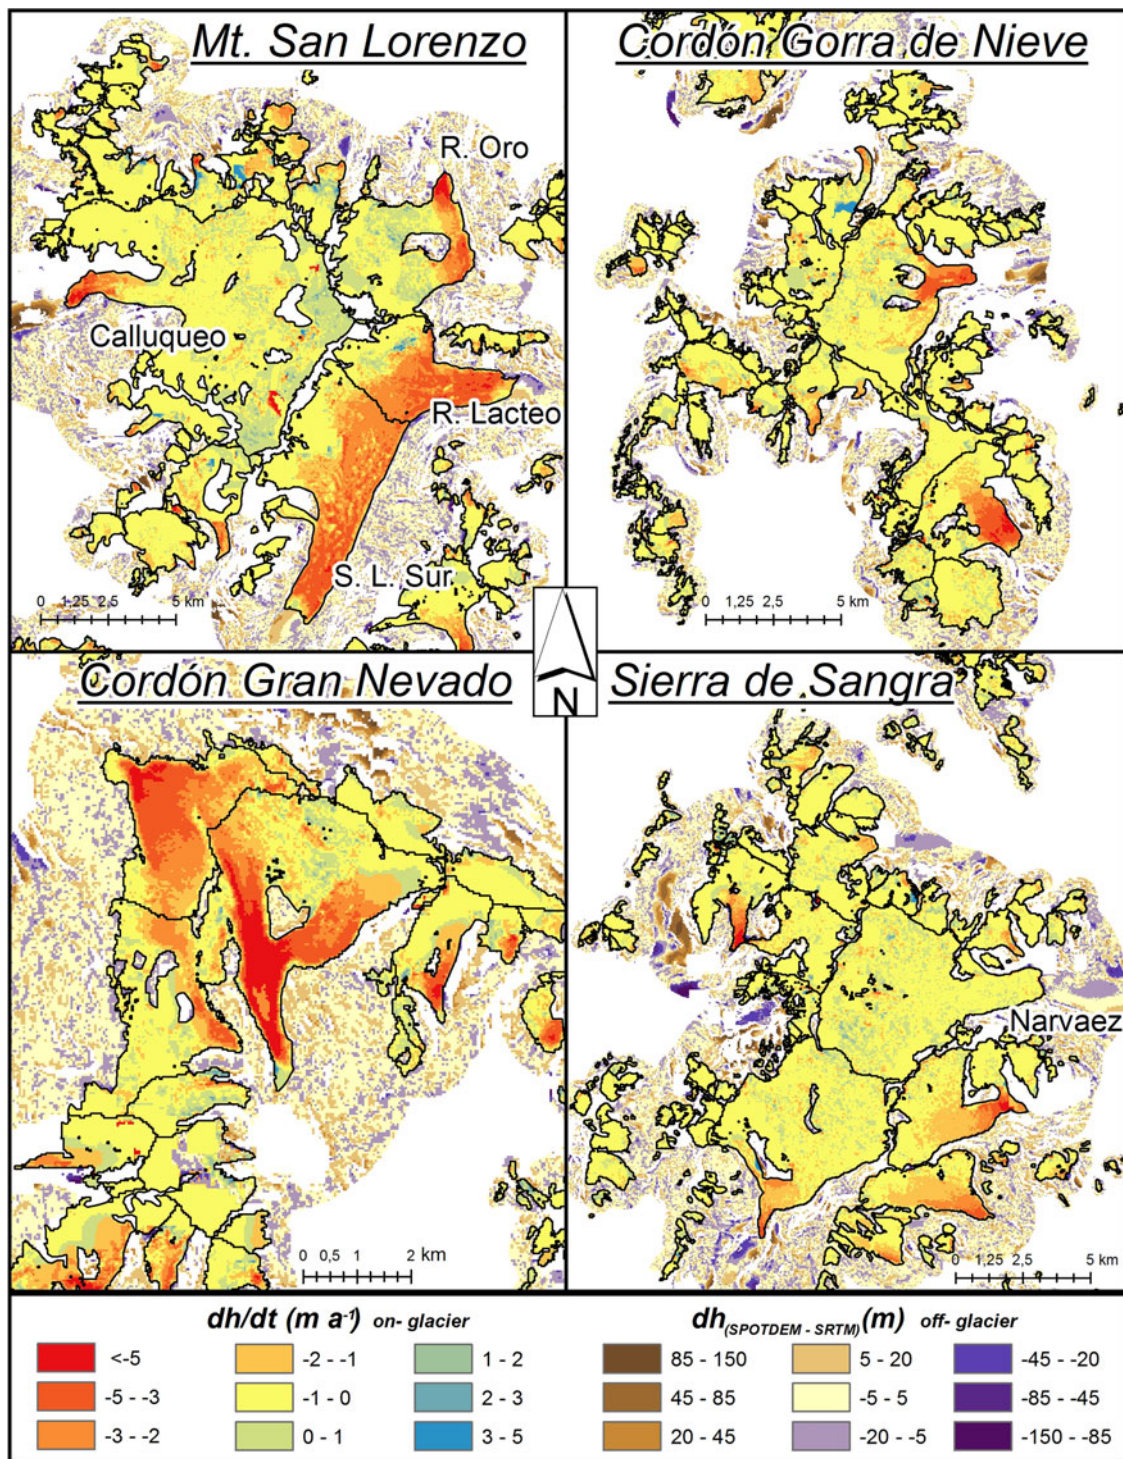 Mt. San Lorenzo
Cordón Gorra de Nieve
R. Oro
Calluqueo
R. Lacteo
S. L. Sur
0 1,25 2,5 5 km
0 1,25 2,5 5 km
N
Cordón Gran Nevado
Sierra de Sangra
Narvaez
0 0,5 1 2 km
0 1,25 2,5 5 km
dh/dt (m a⁻¹) on- glacier
dh(SPOTDEM - SRTM) (m) off- glacier
<-5 -2 - -1 1 - 2 85 - 150 5 - 20 -45 - -20
-5 - -3 -1 - 0 2 - 3 45 - 85 -5 - 5 -85 - -45
-3 - -2 0 - 1 3 - 5 20 - 45 -20 - -5 -150 - -85